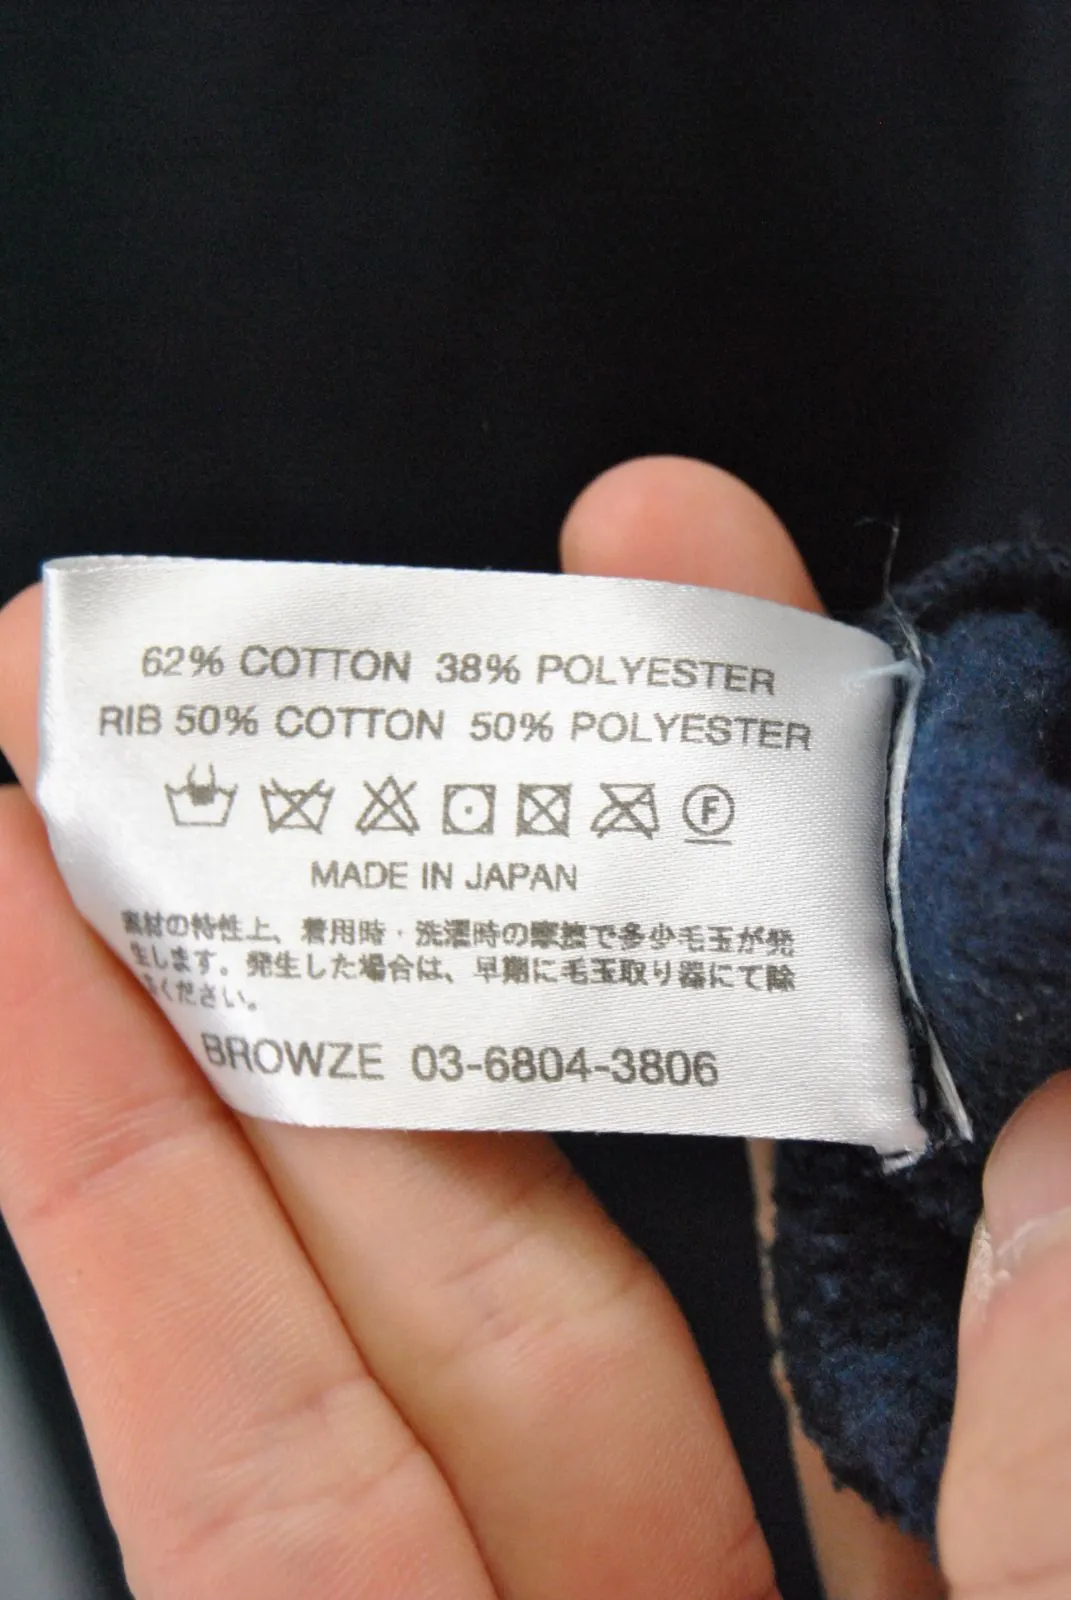 62% COTTON 38% POLYESTER
RIB 50% COTTON 50% POLYESTER
F
MADE IN JAPAN
素材の特性上、着用時・洗濯時の摩擦で多少毛玉が発
生します。発生した場合は、早期に毛玉取り器にて除
ください。
BROWZE 03-6804-3806